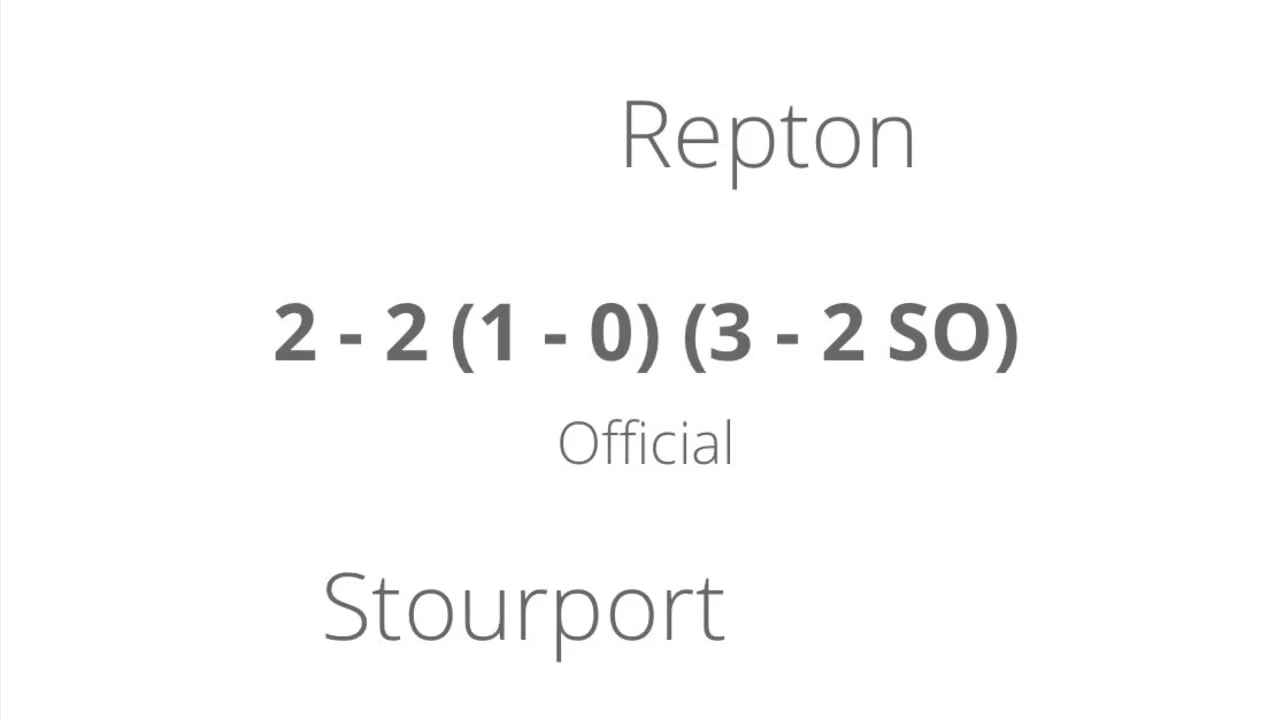 Repton
2 - 2 (1 - 0) (3 - 2 SO)
Official
Stourport